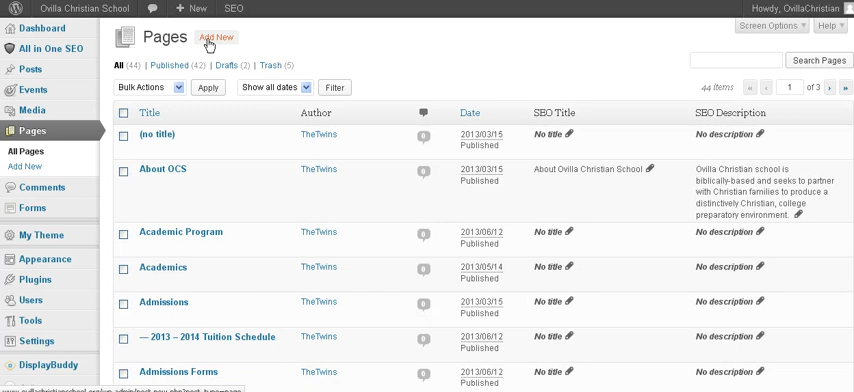 Ovilla Christian School
New
SEO
Howdy, OvillaChristian
Dashboard
All in One SEO
Posts
Events
Media
Pages
All Pages
Add New
Comments
Forms
My Theme
Appearance
Plugins
Users
Tools
Settings
DisplayBuddy
Screen Options
Help
Pages
Add New
All (44) | Published (42) | Drafts (2) | Trash (5)
Search Pages
Bulk Actions
Apply
Show all dates
Filter
44 items
«
‹
1
of 3
›
»
Title
Author
Date
SEO Title
SEO Description
(no title)
TheTwins
0
2013/03/15
Published
No title
No description
About OCS
TheTwins
0
2013/03/15
Published
About Ovilla Christian School
Ovilla Christian school is
biblically-based and seeks to partner
with Christian families to produce a
distinctively Christian, college
preparatory environment.
Academic Program
TheTwins
0
2013/06/12
Published
No title
No description
Academics
TheTwins
0
2013/05/14
Published
No title
No description
Admissions
TheTwins
0
2013/03/15
Published
No title
No description
— 2013 – 2014 Tuition Schedule
TheTwins
0
2013/06/12
Published
No title
No description
Admissions Forms
TheTwins
0
2013/06/12
Published
No title
No description